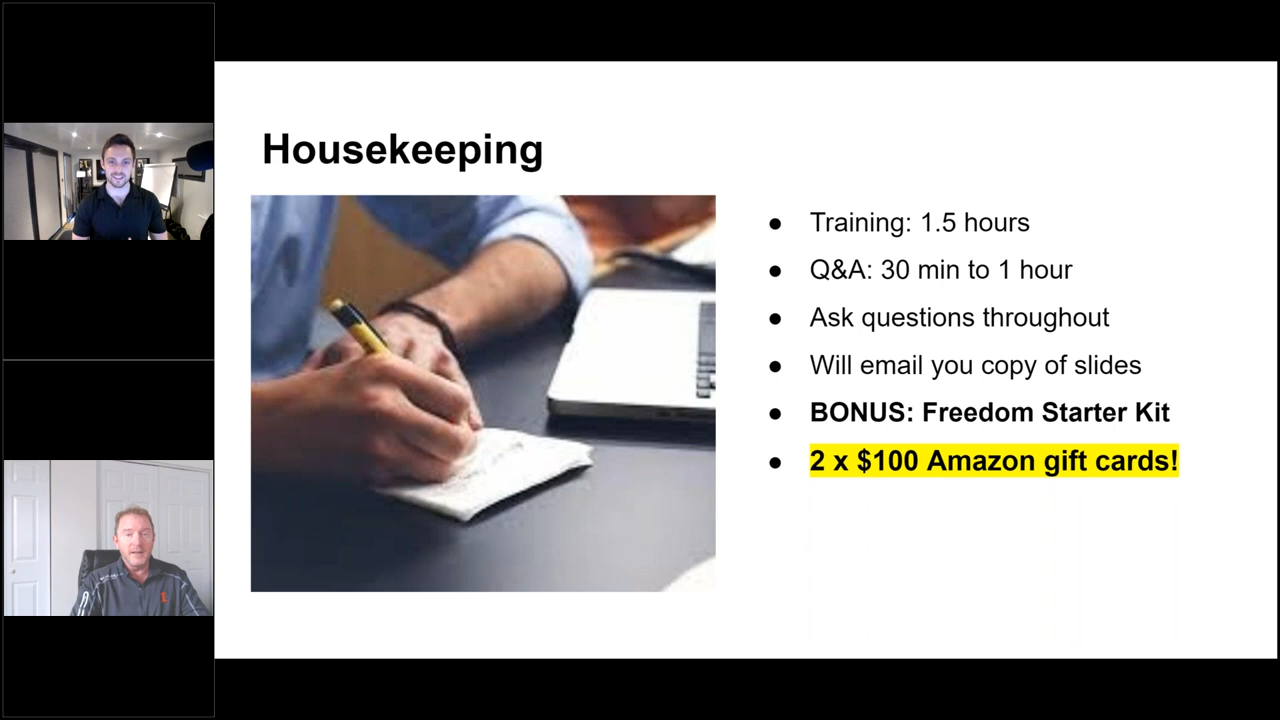 Housekeeping
● Training: 1.5 hours
● Q&A: 30 min to 1 hour
● Ask questions throughout
● Will email you copy of slides
● BONUS: Freedom Starter Kit
● 2 x $100 Amazon gift cards!